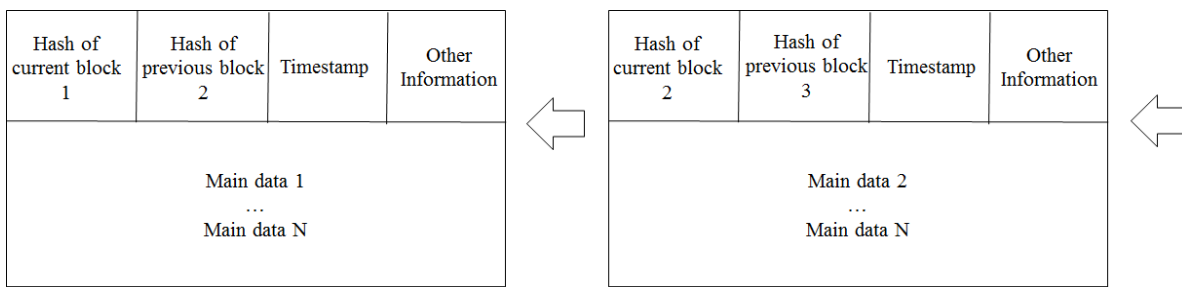 Hash of
current block
1
Hash of
previous block
2
Timestamp
Other
Information
Main data 1
...
Main data N
Hash of
current block
2
Hash of
previous block
3
Timestamp
Other
Information
Main data 2
...
Main data N